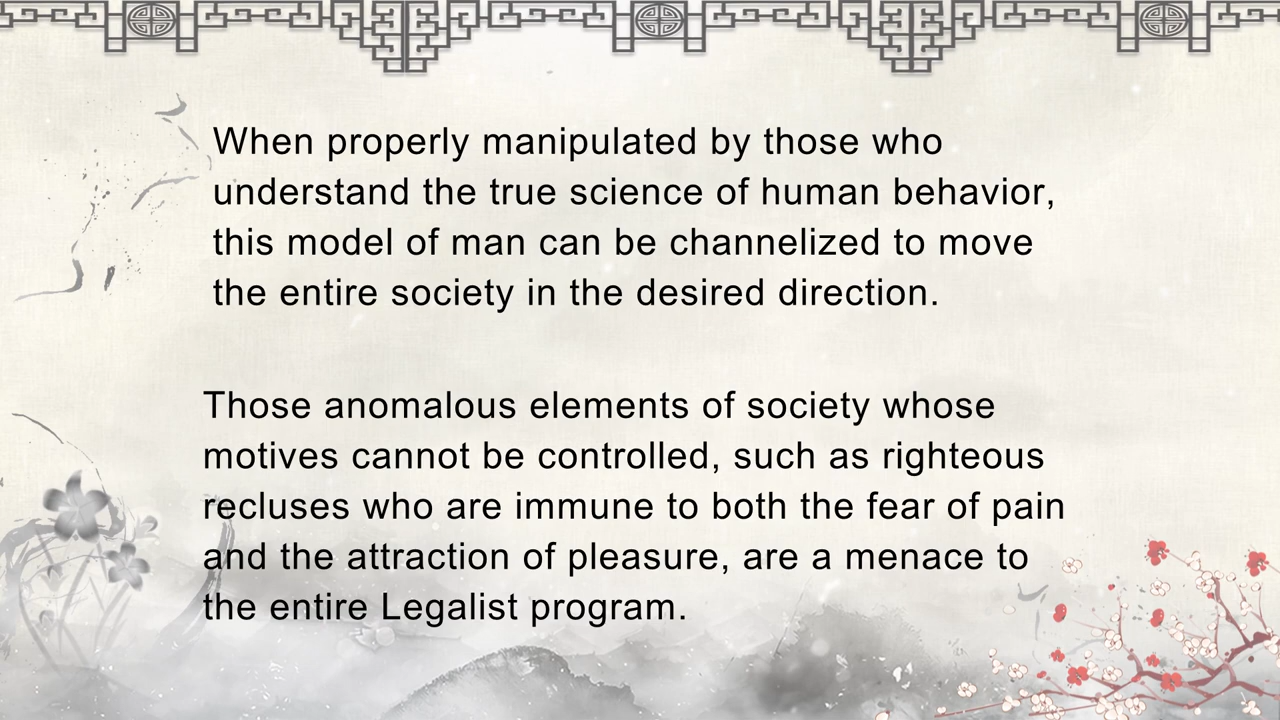 When properly manipulated by those who
understand the true science of human behavior,
this model of man can be channelized to move
the entire society in the desired direction.
Those anomalous elements of society whose
motives cannot be controlled, such as righteous
recluses who are immune to both the fear of pain
and the attraction of pleasure, are a menace to
the entire Legalist program.